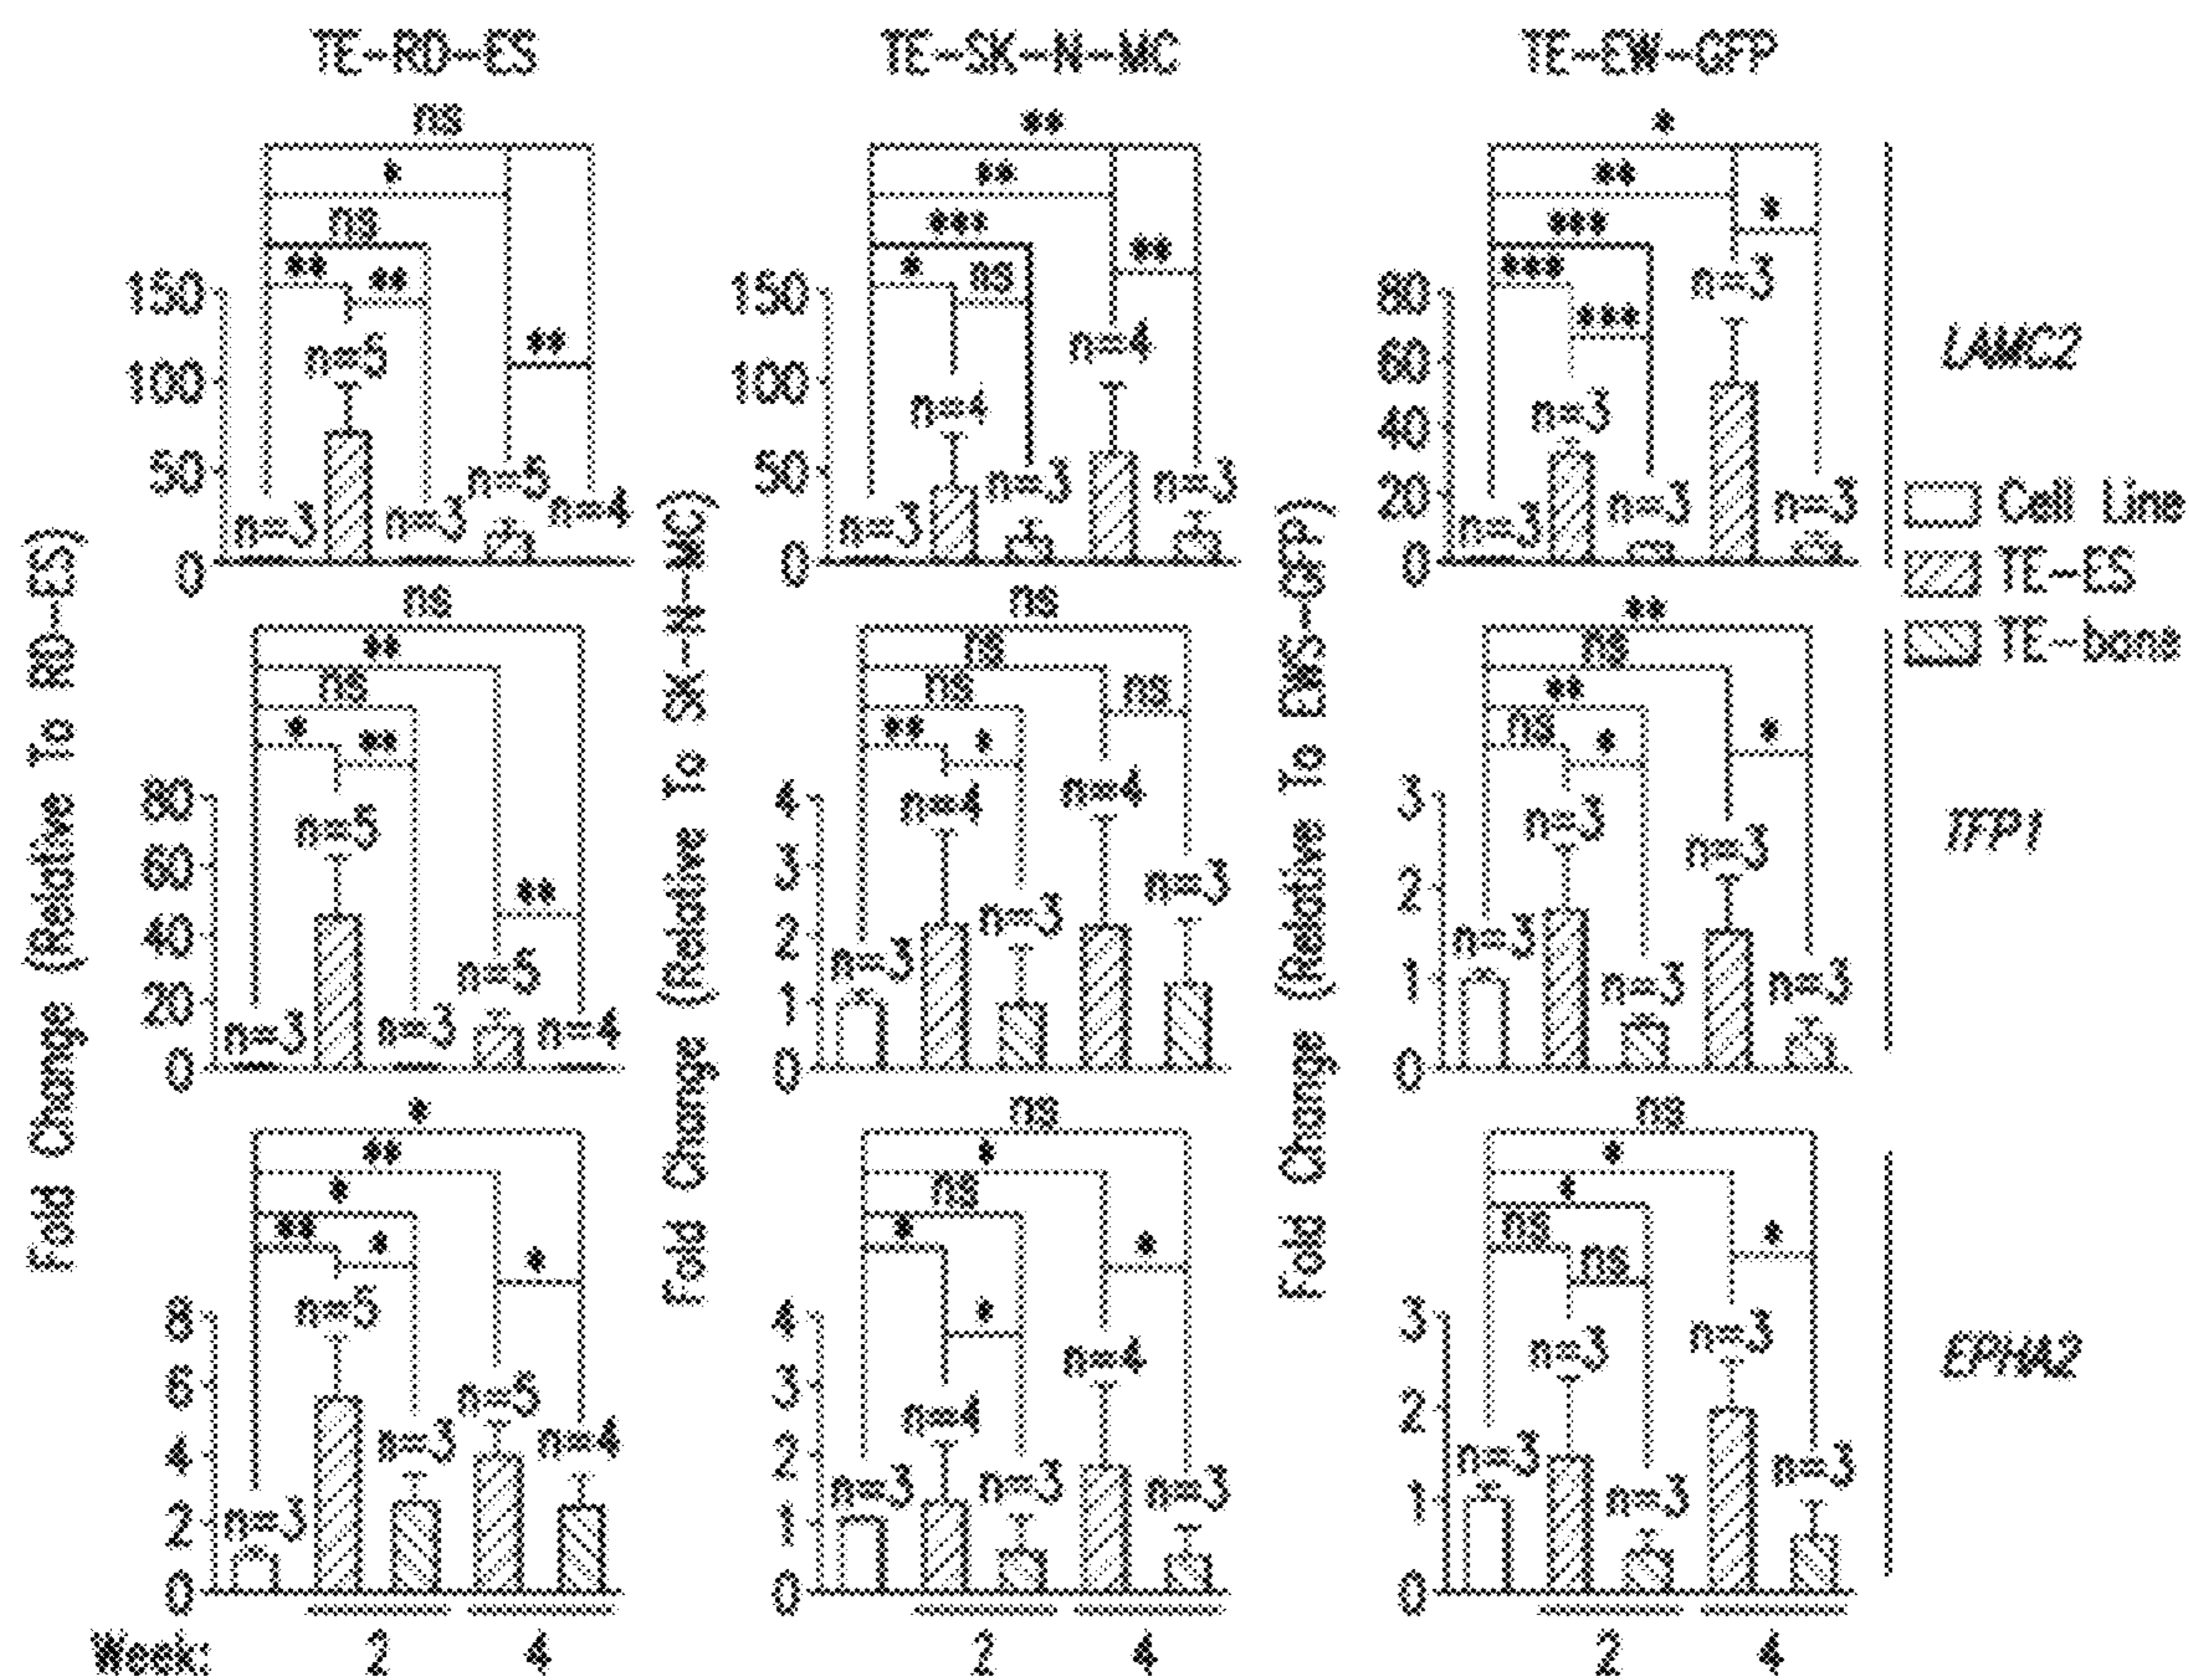 TE-RD-ES TE-SK-N-MC TE-EW-GFP
Fold Change (Relative To RD-ES)
Fold Change (Relative To SK-N-MC)
Fold Change (Relative To EWS-GFP)
ns
*
ns
** **
**
150
100
50
0
n=3 n=5 n=3 n=5 n=4
**
**
***
* ns
**
150
100
50
0
n=3 n=4 n=3 n=4 n=3
*
**
***
***
***
*
80
60
40
20
0
n=3 n=3 n=3 n=3 n=3
LAMC2
Cell Line
TE-ES
TE-bone
ns
**
ns
* **
**
80
60
40
20
0
n=3 n=5 n=3 n=5 n=4
ns
ns
ns
** *
ns
4
3
2
1
0
n=3 n=4 n=3 n=4 n=3
**
ns
**
ns *
*
3
2
1
0
n=3 n=3 n=3 n=3 n=3
TFP1
*
**
*
** *
*
8
6
4
2
0
n=3 n=5 n=3 n=5 n=4
ns
*
ns
*
*
*
4
3
2
1
0
n=3 n=4 n=3 n=4 n=3
ns
*
*
ns
ns
*
3
2
1
0
n=3 n=3 n=3 n=3 n=3
EPHA2
Week: 2 4 2 4 2 4